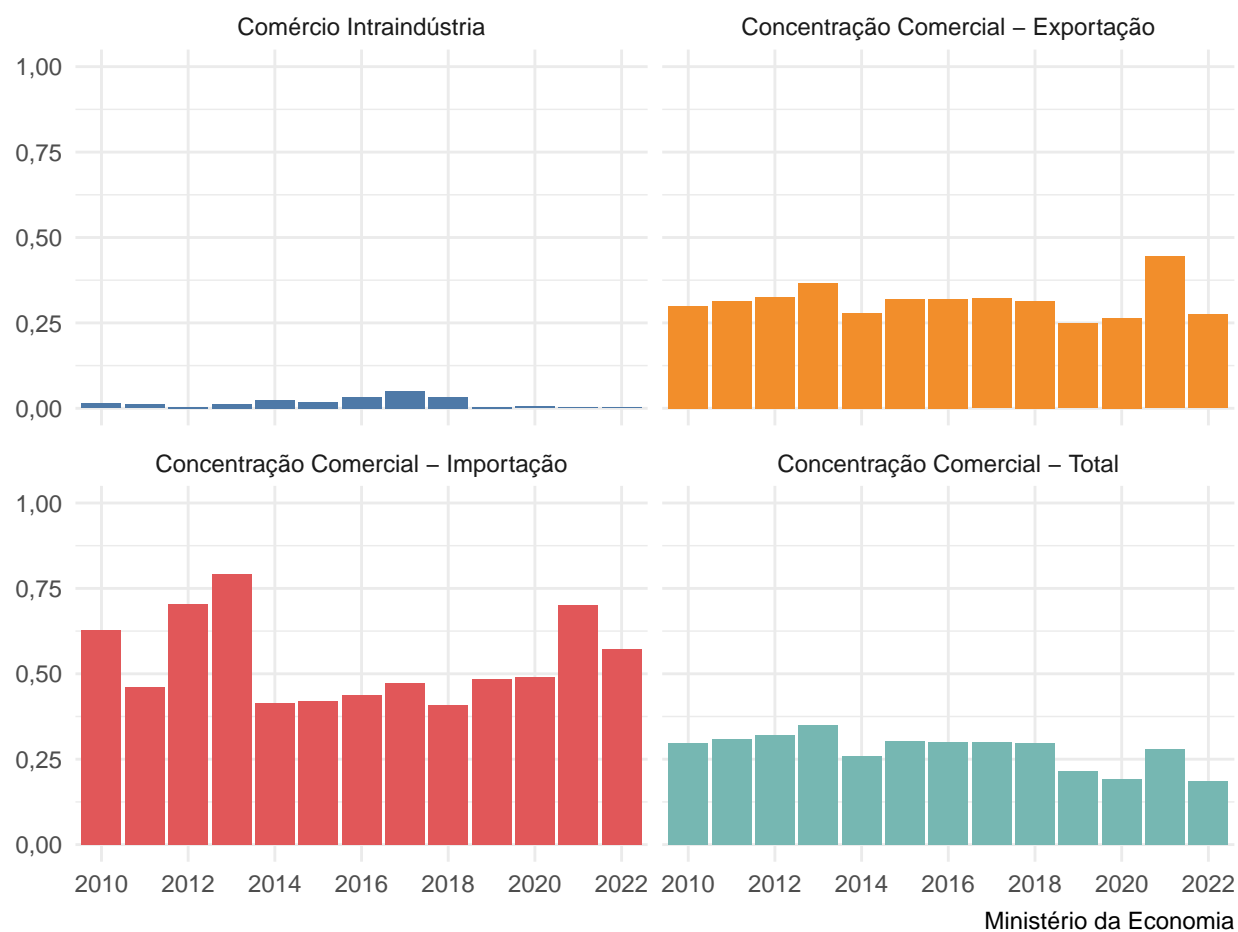 Comércio Intraindústria
Concentração Comercial – Exportação
1,00
0,75
0,50
0,25
0,00
Concentração Comercial – Importação
Concentração Comercial – Total
1,00
0,75
0,50
0,25
0,00
2010 2012 2014 2016 2018 2020 2022
2010 2012 2014 2016 2018 2020 2022
Ministério da Economia